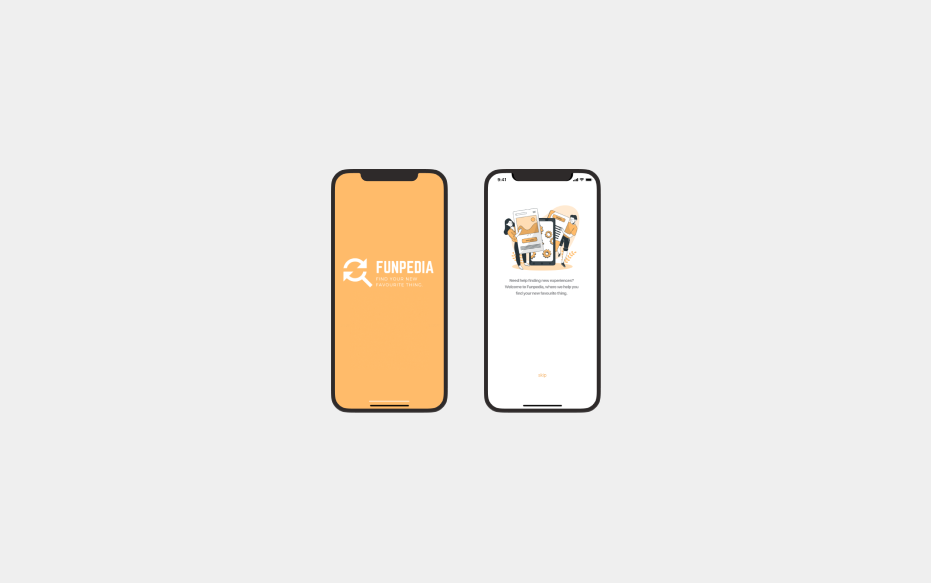 FUNPEDIA
FIND YOUR NEW
FAVOURITE THING
9:41
Need help finding new experiences?
Welcome to Funpedia, where we help you
find your new favourite thing.